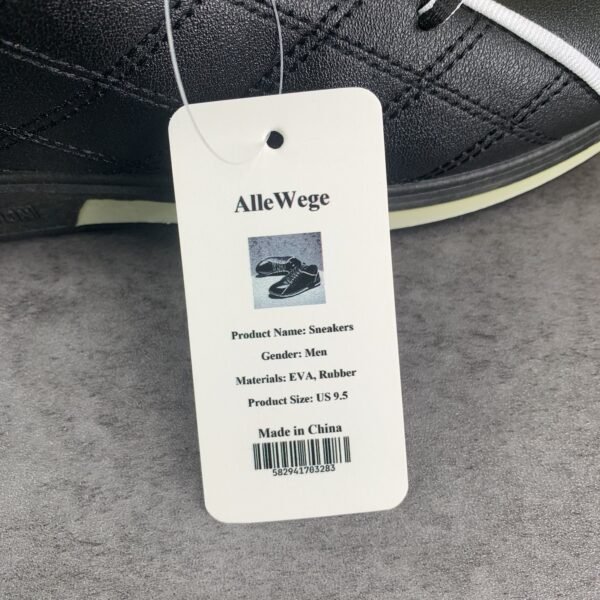 AlleWege
Product Name: Sneakers
Gender: Men
Materials: EVA, Rubber
Product Size: US 9.5
Made in China
582941703283